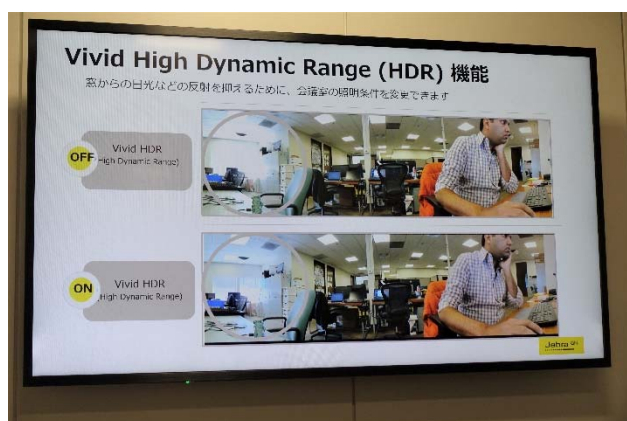 Vivid High Dynamic Range (HDR) 機能
窓からの日光などの反射を抑えるために、会議室の照明条件を変更できます
OFF
Vivid HDR
(High Dynamic Range)
ON
Vivid HDR
(High Dynamic Range)
Jabra GN